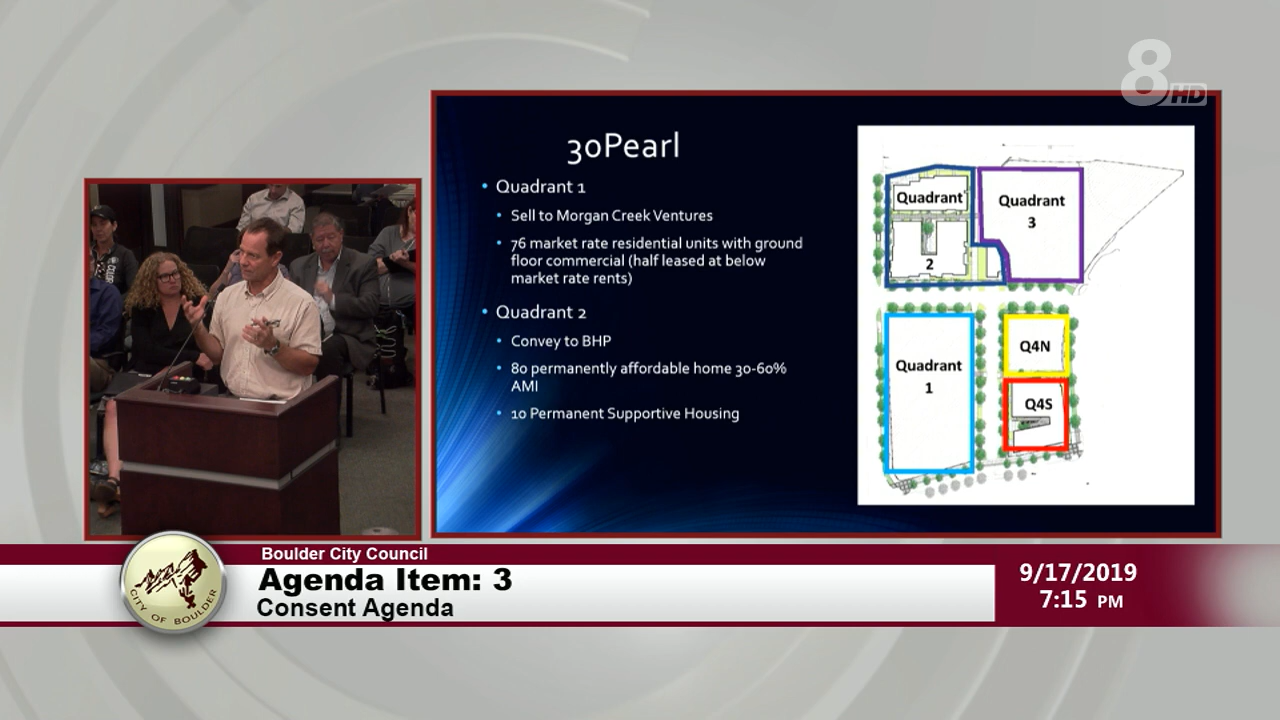 8HD
30Pearl
• Quadrant 1
• Sell to Morgan Creek Ventures
• 76 market rate residential units with ground
floor commercial (half leased at below
market rate rents)
• Quadrant 2
• Convey to BHP
• 80 permanently affordable home 30-60%
AMI
• 10 Permanent Supportive Housing
Quadrant
2
Quadrant
3
Quadrant
1
Q4N
Q4S
CITY OF BOULDER
Boulder City Council
Agenda Item: 3
Consent Agenda
9/17/2019
7:15 PM